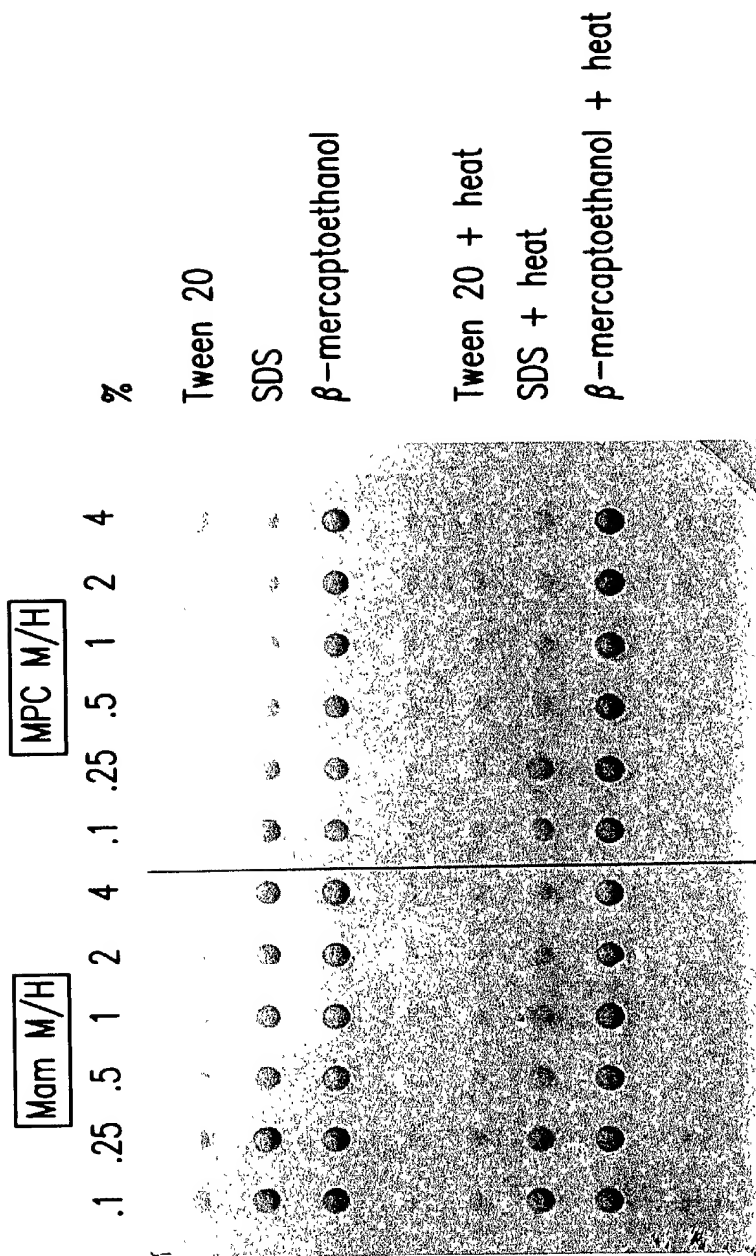 Mam M/H MPC M/H
.1 .25 .5 1 2 4 .1 .25 .5 1 2 4 %
Tween 20
SDS
β-mercaptoethanol
Tween 20 + heat
SDS + heat
β-mercaptoethanol + heat